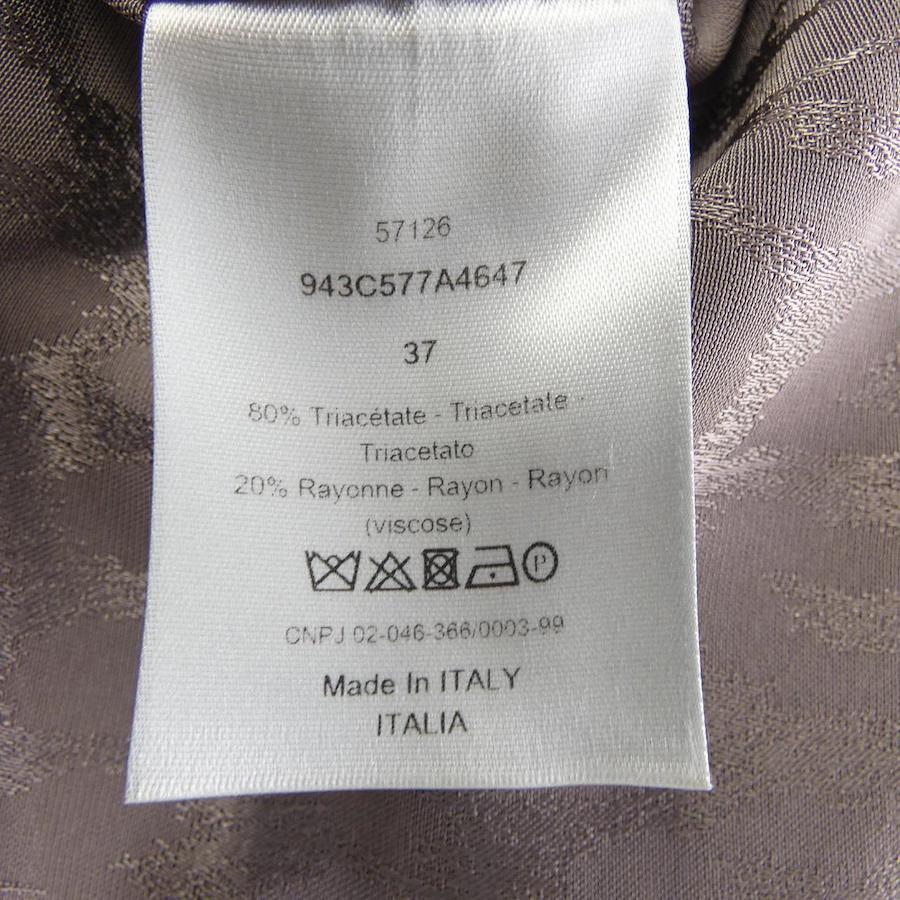 57126
943C577A4647
37
80% Triacétate - Triacetate -
Triacetato
20% Rayonne - Rayon - Rayon
(viscose)
P
CNPJ 02-046-366/0003-99
Made In ITALY
ITALIA